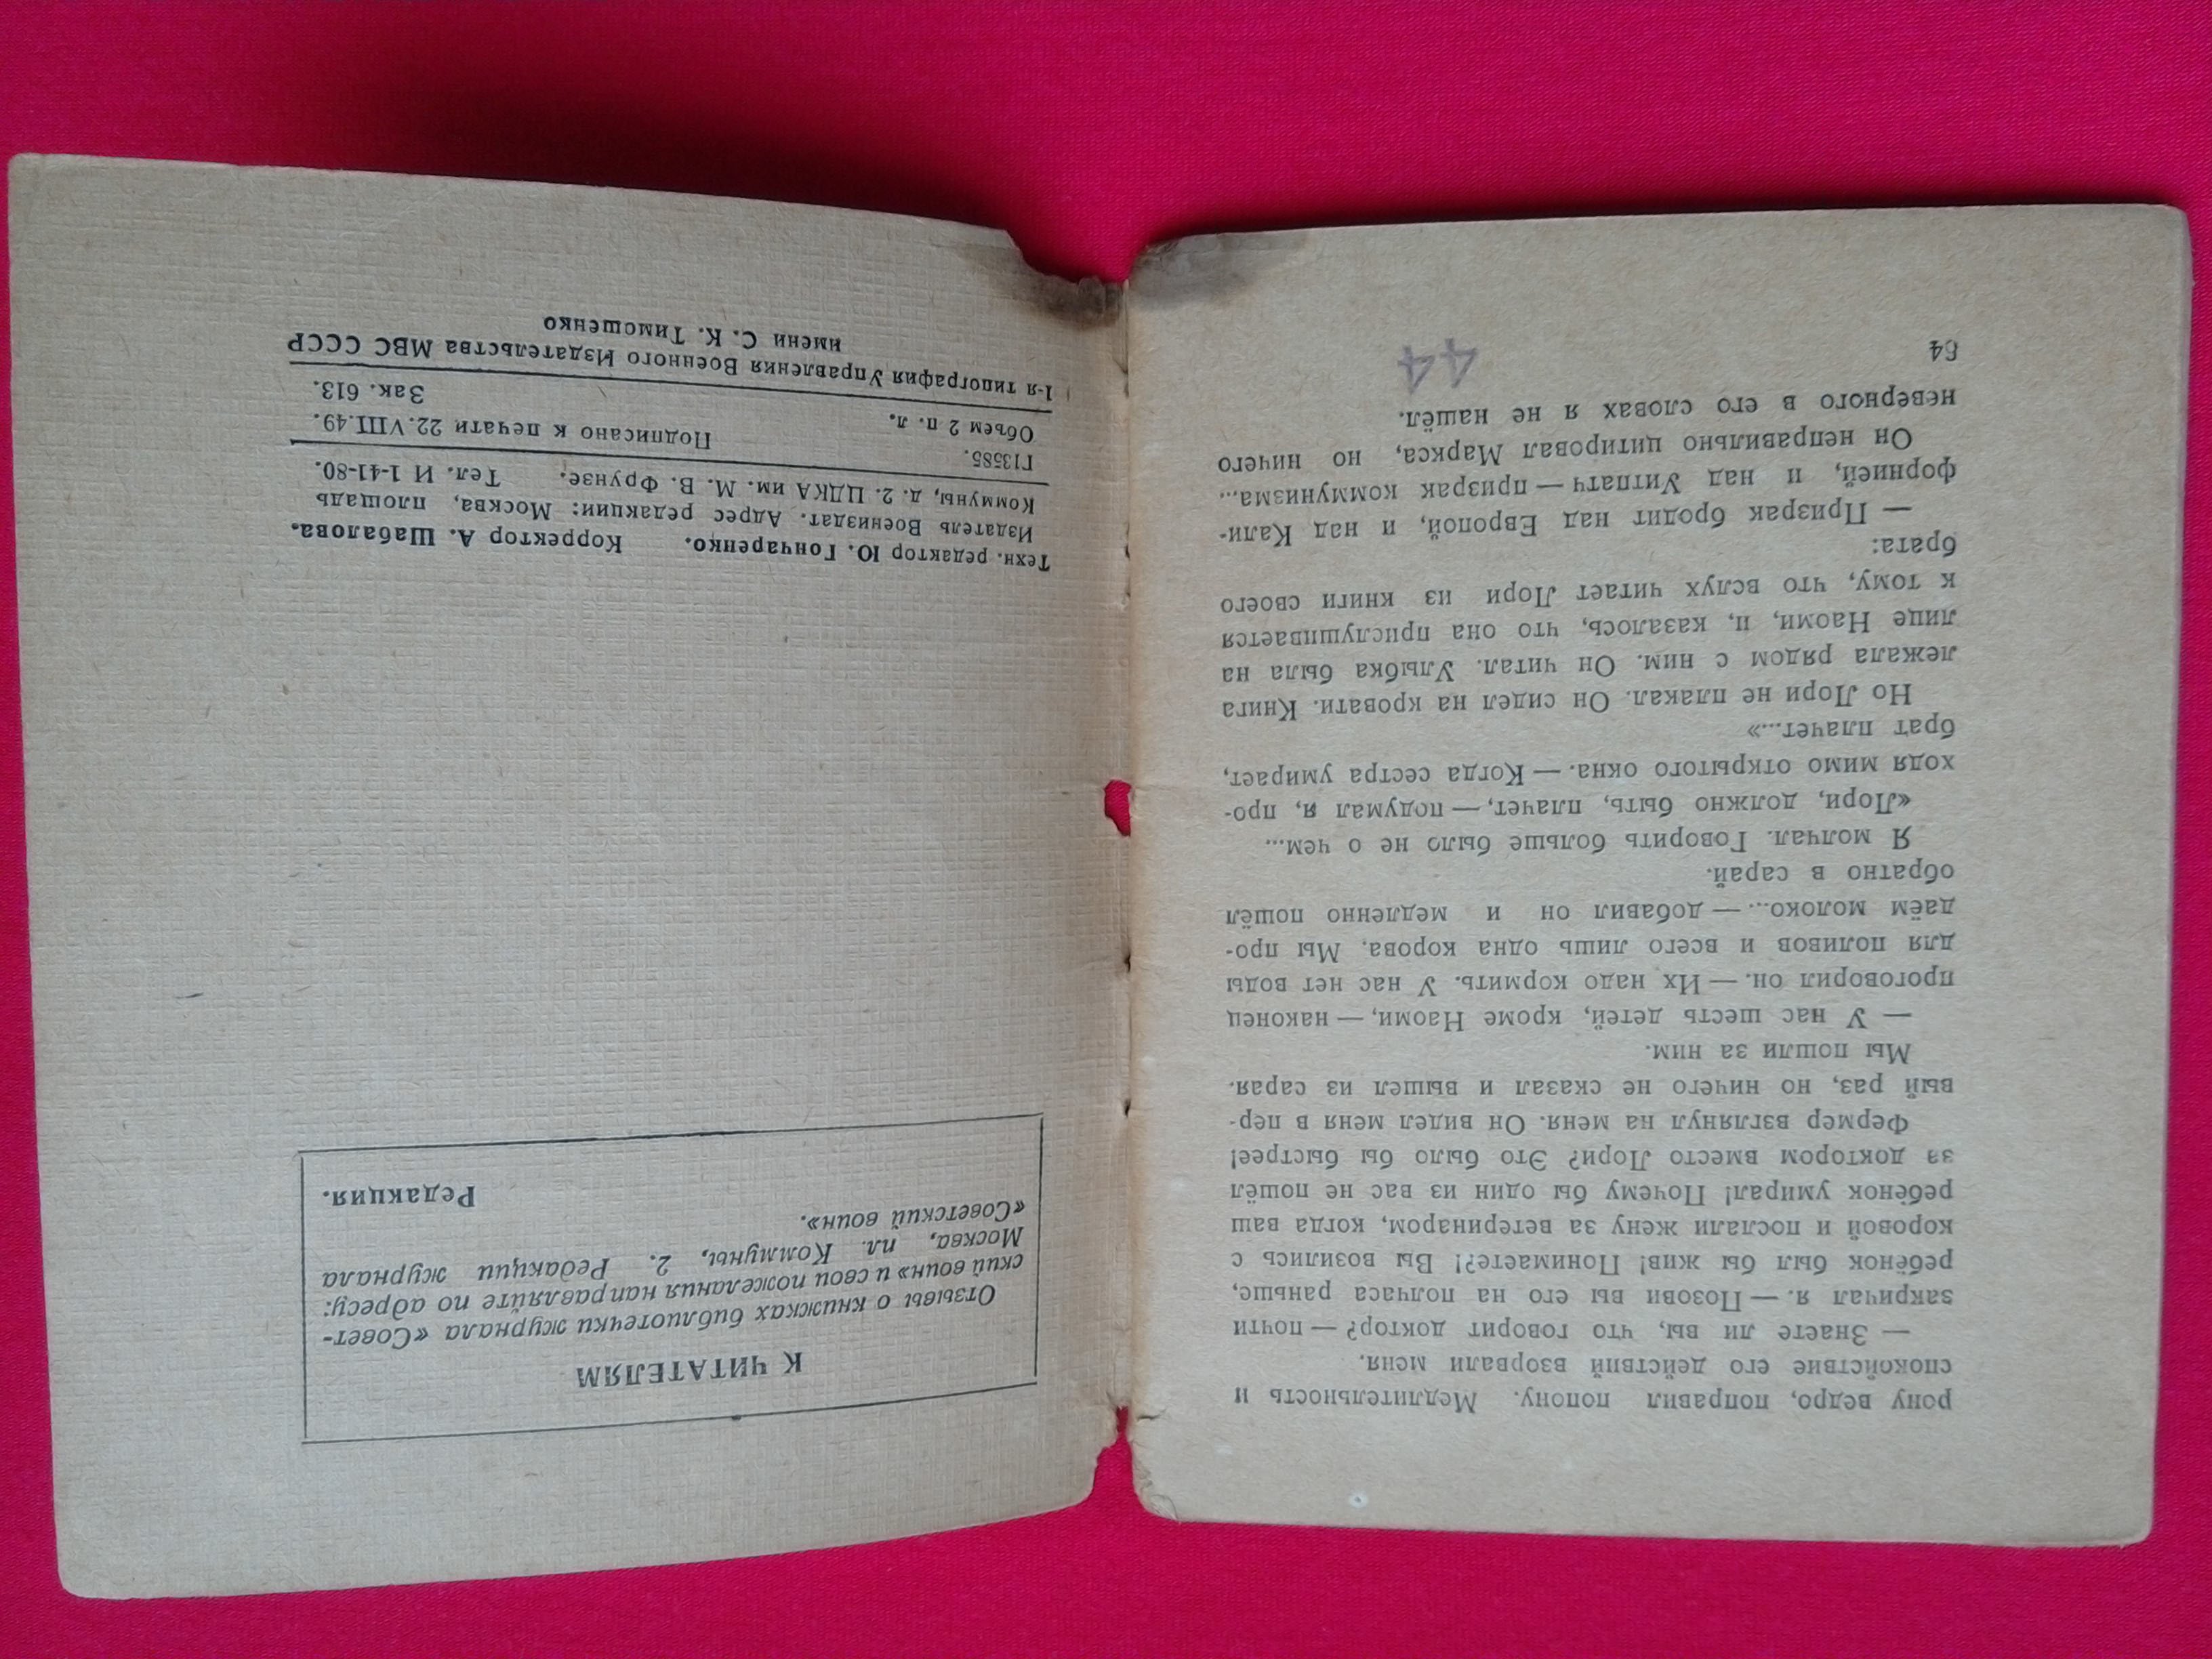 рону ведро, поправил попону. Медлительность и
спокойствие его действий взорвали меня.
— Знаете ли вы, что говорит доктор? — почти
закричал я. — Позови вы его на полчаса раньше,
ребёнок был бы жив! Понимаете?! Вы возились с
коровой и послали жену за ветеринаром, когда ваш
ребёнок умирал! Почему бы один из вас не пошёл
за доктором вместо Лори? Это было бы быстрее!
Фермер взглянул на меня. Он видел меня в пер-
вый раз, но ничего не сказал и вышел из сарая.
Мы пошли за ним.
— У нас шесть детей, кроме Наоми, — наконец
проговорил он. — Их надо кормить. У нас нет воды
для поливов и всего лишь одна корова. Мы про-
даём молоко... — добавил он и медленно пошёл
обратно в сарай.
Я молчал. Говорить больше было не о чем...
«Лори, должно быть, плачет, — подумал я, про-
ходя мимо открытого окна. — Когда сестра умирает,
брат плачет...»
Но Лори не плакал. Он сидел на кровати. Книга
лежала рядом с ним. Он читал. Улыбка была на
лице Наоми, и, казалось, что она прислушивается
к тому, что вслух читает Лори из книги своего
брата:
— Призрак бродит над Европой, и над Кали-
форнией, и над Уитпатч — призрак коммунизма...
Он неправильно цитировал Маркса, но ничего
неверного в его словах я не нашёл.
64
44
К ЧИТАТЕЛЯМ
Отзывы о книжках библиотечки журнала «Совет-
ский воин» и свои пожелания направляйте по адресу:
Москва, пл. Коммуны, 2. Редакции журнала
«Советский воин».
Редакция.
Техн. редактор Ю. Гончаренко. Корректор А. Шабалова.
Издатель Воениздат. Адрес редакции: Москва, площадь
Коммуны, д. 2. ЦДКА им. М. В. Фрунзе. Тел. И 1-41-80.
Г13585. Подписано к печати 22.VIII.49.
Объем 2 п. л. Зак. 613.
1-я типография Управления Военного Издательства МВС СССР
имени С. К. Тимошенко